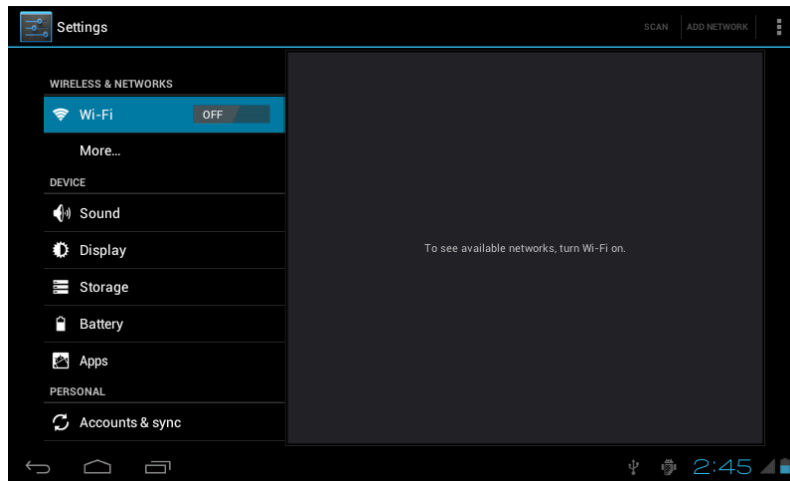 Settings
SCAN
ADD NETWORK
WIRELESS & NETWORKS
Wi-Fi
OFF
More...
DEVICE
Sound
Display
Storage
Battery
Apps
PERSONAL
Accounts & sync
To see available networks, turn Wi-Fi on.
2:45